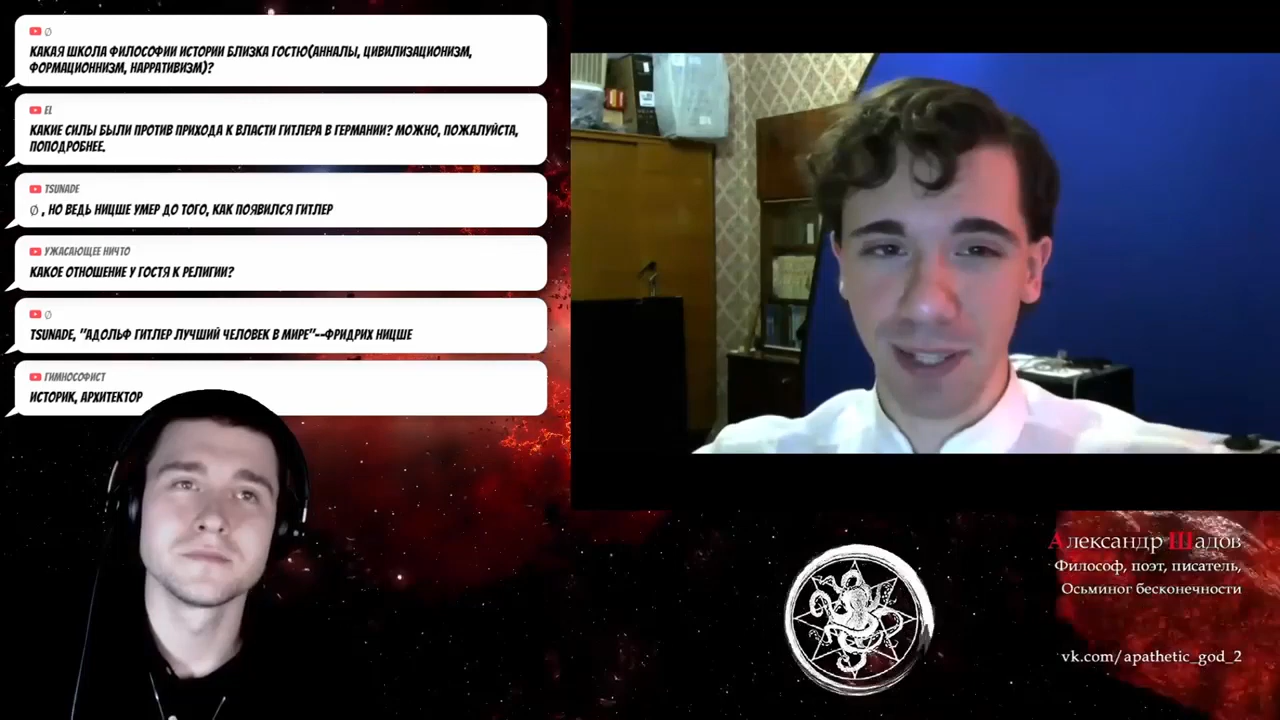 Ø
КАКАЯ ШКОЛА ФИЛОСОФИИ ИСТОРИИ БЛИЗКА ГОСТЮ(АННАЛЫ, ЦИВИЛИЗАЦИОНИЗМ,
ФОРМАЦИОННИЗМ, НАРРАТИВИЗМ)?
EL
КАКИЕ СИЛЫ БЫЛИ ПРОТИВ ПРИХОДА К ВЛАСТИ ГИТЛЕРА В ГЕРМАНИИ? МОЖНО, ПОЖАЛУЙСТА,
ПОПОДРОБНЕЕ.
TSUNADE
Ø , НО ВЕДЬ НИЦШЕ УМЕР ДО ТОГО, КАК ПОЯВИЛСЯ ГИТЛЕР
УЖАСАЮЩЕЕ НИЧТО
КАКОЕ ОТНОШЕНИЕ У ГОСТЯ К РЕЛИГИИ?
Ø
TSUNADE, "АДОЛЬФ ГИТЛЕР ЛУЧШИЙ ЧЕЛОВЕК В МИРЕ"--ФРИДРИХ НИЦШЕ
ГИМНОСОФИСТ
ИСТОРИК, АРХИТЕКТОР
Александр Шадов
Философ, поэт, писатель,
Осьминог бесконечности
vk.com/apathetic_god_2